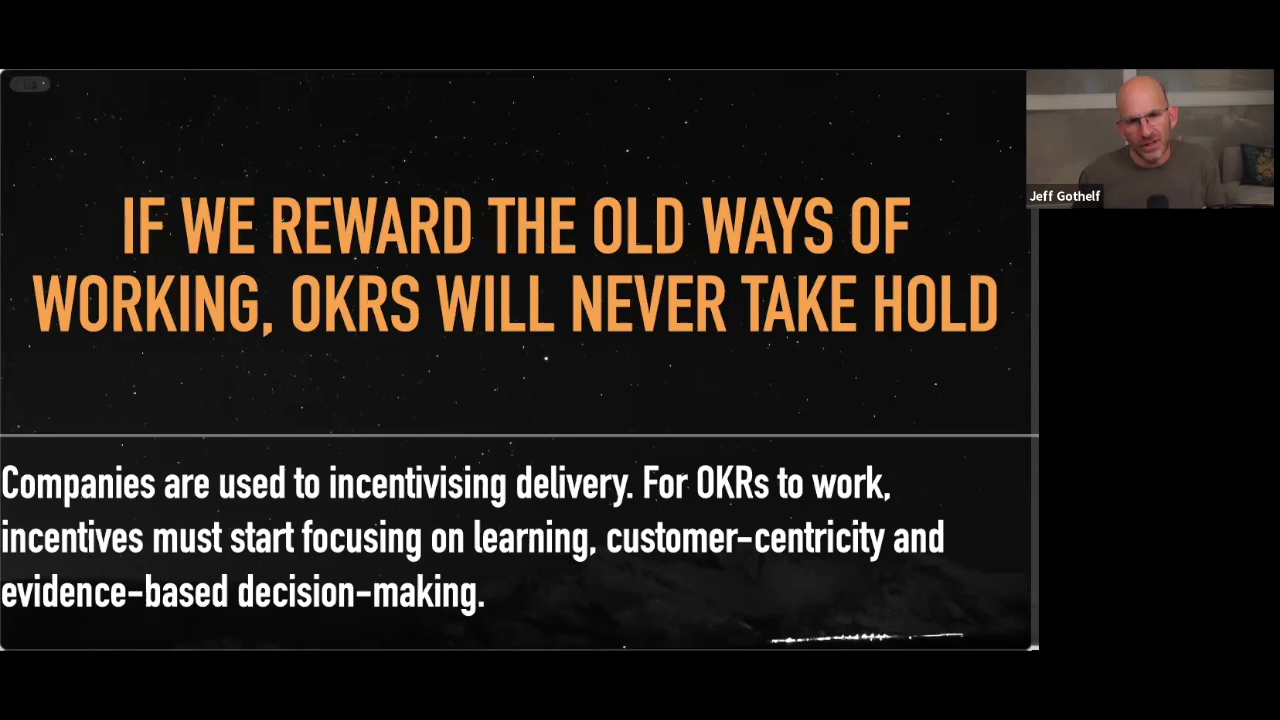 IF WE REWARD THE OLD WAYS OF
WORKING, OKRS WILL NEVER TAKE HOLD
Companies are used to incentivising delivery. For OKRs to work,
incentives must start focusing on learning, customer-centricity and
evidence-based decision-making.
Jeff Gothelf